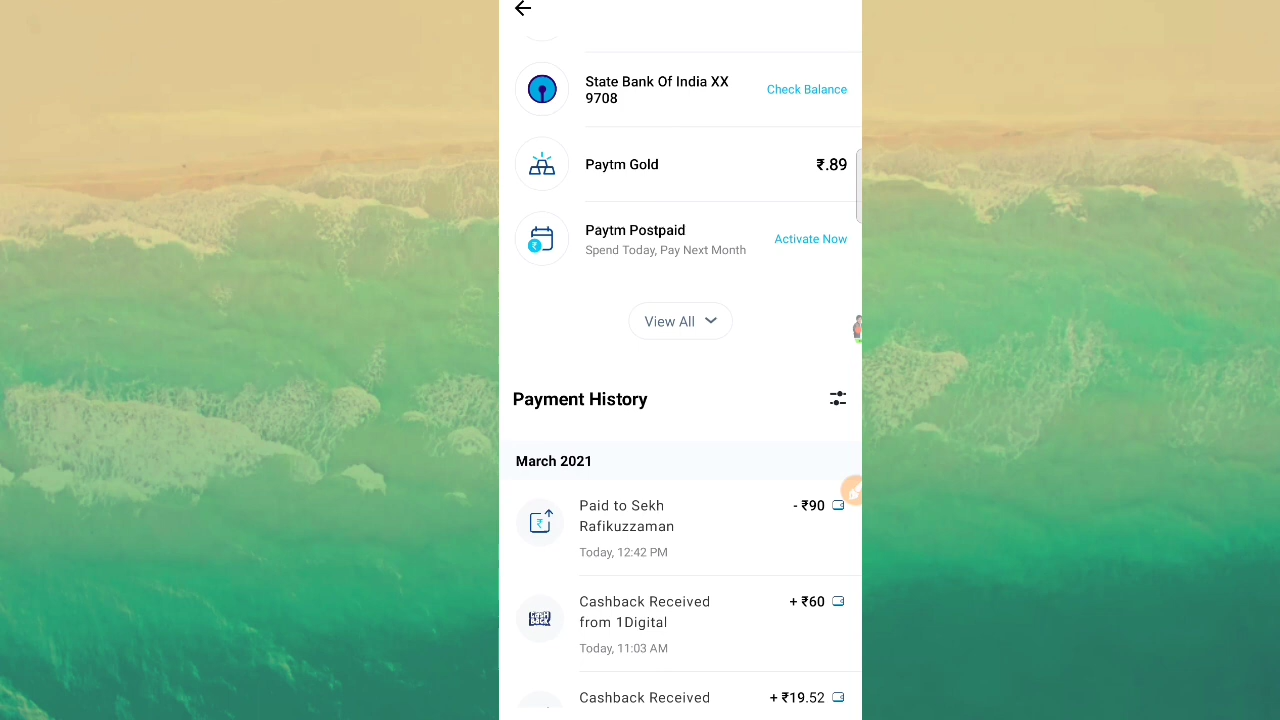 State Bank Of India XX
9708
Check Balance
Paytm Gold
₹.89
Paytm Postpaid
Spend Today, Pay Next Month
Activate Now
View All
Payment History
March 2021
Paid to Sekh
Rafikuzzaman
- ₹90
Today, 12:42 PM
Cashback Received
from 1Digital
+ ₹60
CASH
BACK
Today, 11:03 AM
Cashback Received
+ ₹19.52